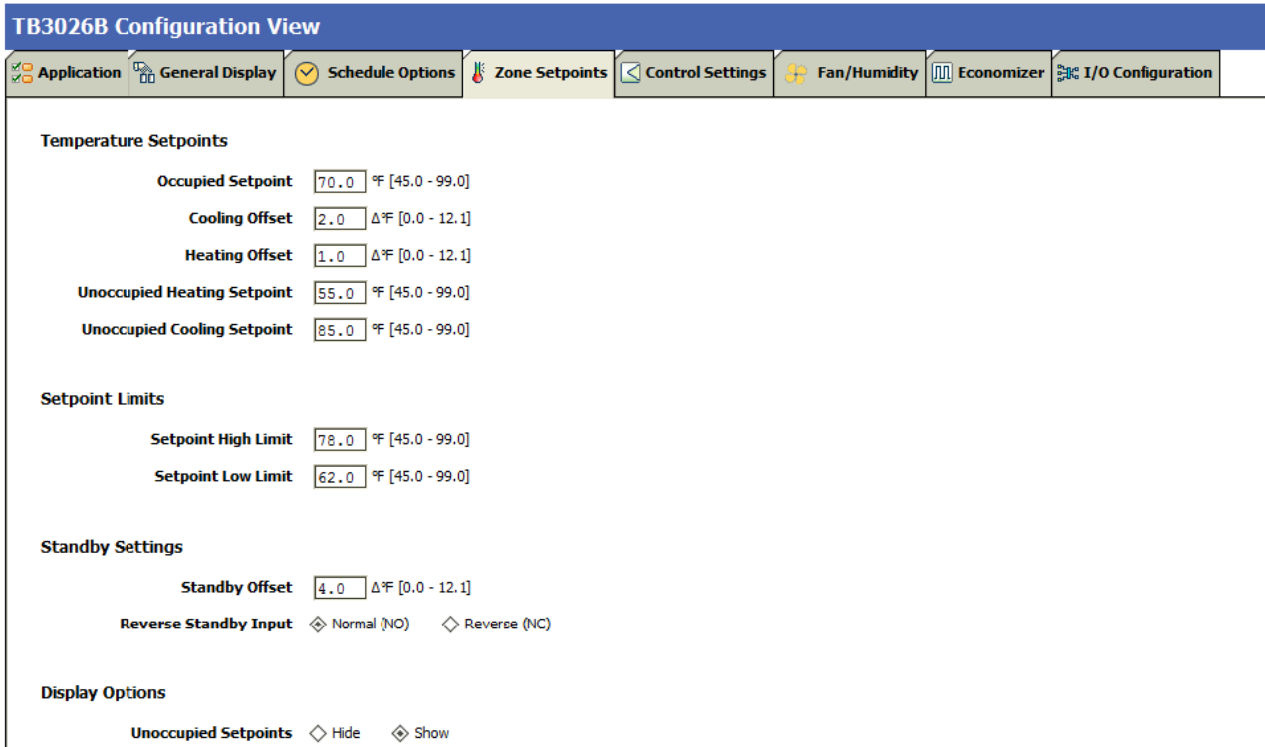 TB3026B Configuration View
Application General Display Schedule Options Zone Setpoints Control Settings Fan/Humidity Economizer I/O Configuration
Temperature Setpoints
Occupied Setpoint 70.0 °F [45.0 - 99.0]
Cooling Offset 2.0 Δ°F [0.0 - 12.1]
Heating Offset 1.0 Δ°F [0.0 - 12.1]
Unoccupied Heating Setpoint 55.0 °F [45.0 - 99.0]
Unoccupied Cooling Setpoint 85.0 °F [45.0 - 99.0]
Setpoint Limits
Setpoint High Limit 78.0 °F [45.0 - 99.0]
Setpoint Low Limit 62.0 °F [45.0 - 99.0]
Standby Settings
Standby Offset 4.0 Δ°F [0.0 - 12.1]
Reverse Standby Input Normal (NO) Reverse (NC)
Display Options
Unoccupied Setpoints Hide Show